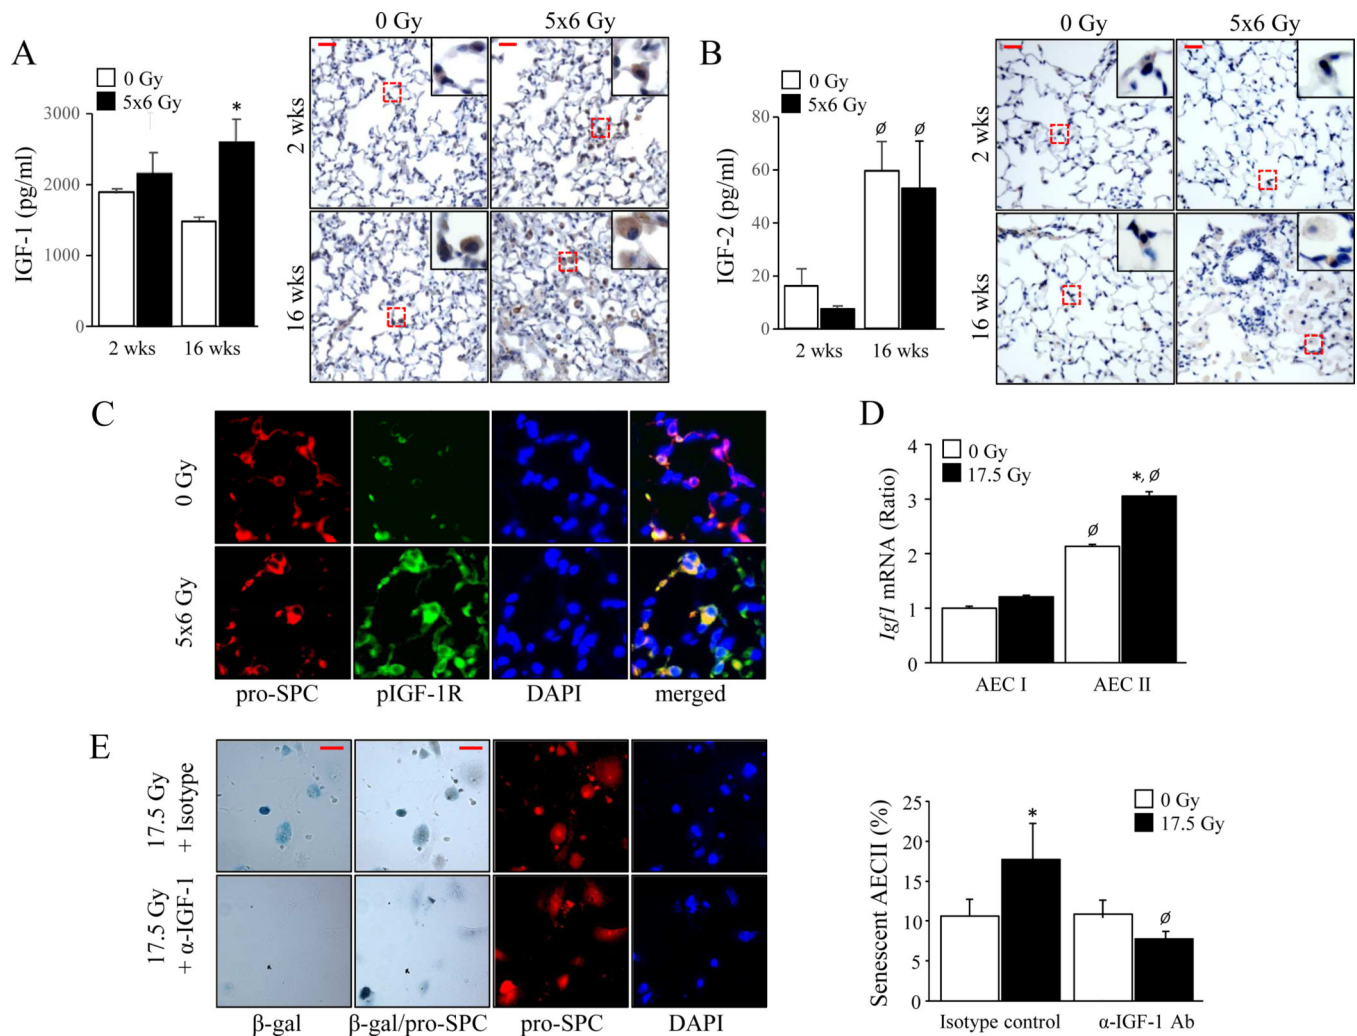 A
0 Gy
5x6 Gy
IGF-1 (pg/ml)
3000
2000
1000
0
*
2 wks
16 wks
0 Gy
5x6 Gy
2 wks
16 wks
B
0 Gy
5x6 Gy
IGF-2 (pg/ml)
80
60
40
20
0
ø
ø
2 wks
16 wks
0 Gy
5x6 Gy
2 wks
16 wks
C
0 Gy
5x6 Gy
pro-SPC
pIGF-1R
DAPI
merged
D
0 Gy
17.5 Gy
Igf1 mRNA (Ratio)
4
3
2
1
0
ø
*, ø
AEC I
AEC II
E
17.5 Gy
+ Isotype
17.5 Gy
+ α-IGF-1
β-gal
β-gal/pro-SPC
pro-SPC
DAPI
0 Gy
17.5 Gy
Senescent AECII (%)
25
20
15
10
5
0
*
ø
Isotype control
α-IGF-1 Ab